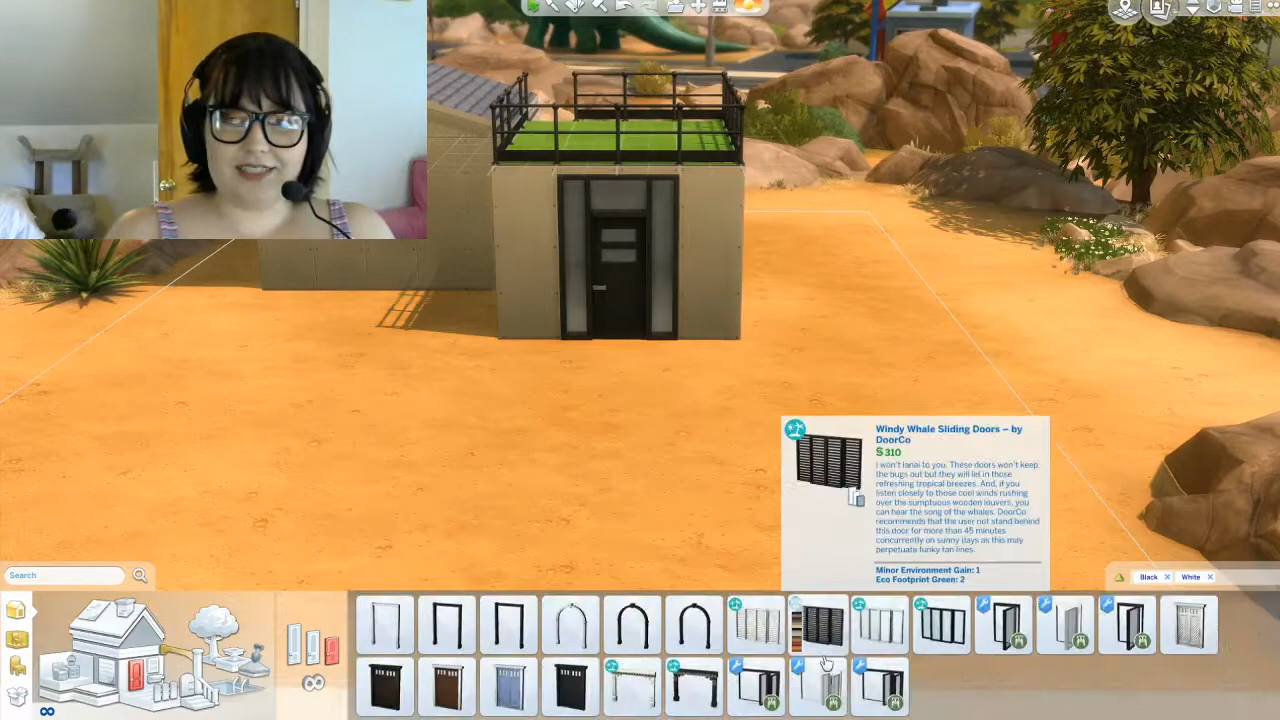 Windy Whale Sliding Doors – by
DoorCo
§310
I won't lanai to you. These doors won't keep
the bugs out but they will let in those
refreshing tropical breezes. And, if you
listen closely to those cool winds rushing
over the sumptuous wooden louvers, you
can hear the song of the whales. DoorCo
recommends that the user not stand behind
this door for more than 45 minutes
concurrently on sunny days as this may
perpetuate funky tan lines.
Minor Environment Gain: 1
Eco Footprint Green: 2
Search
Black
White